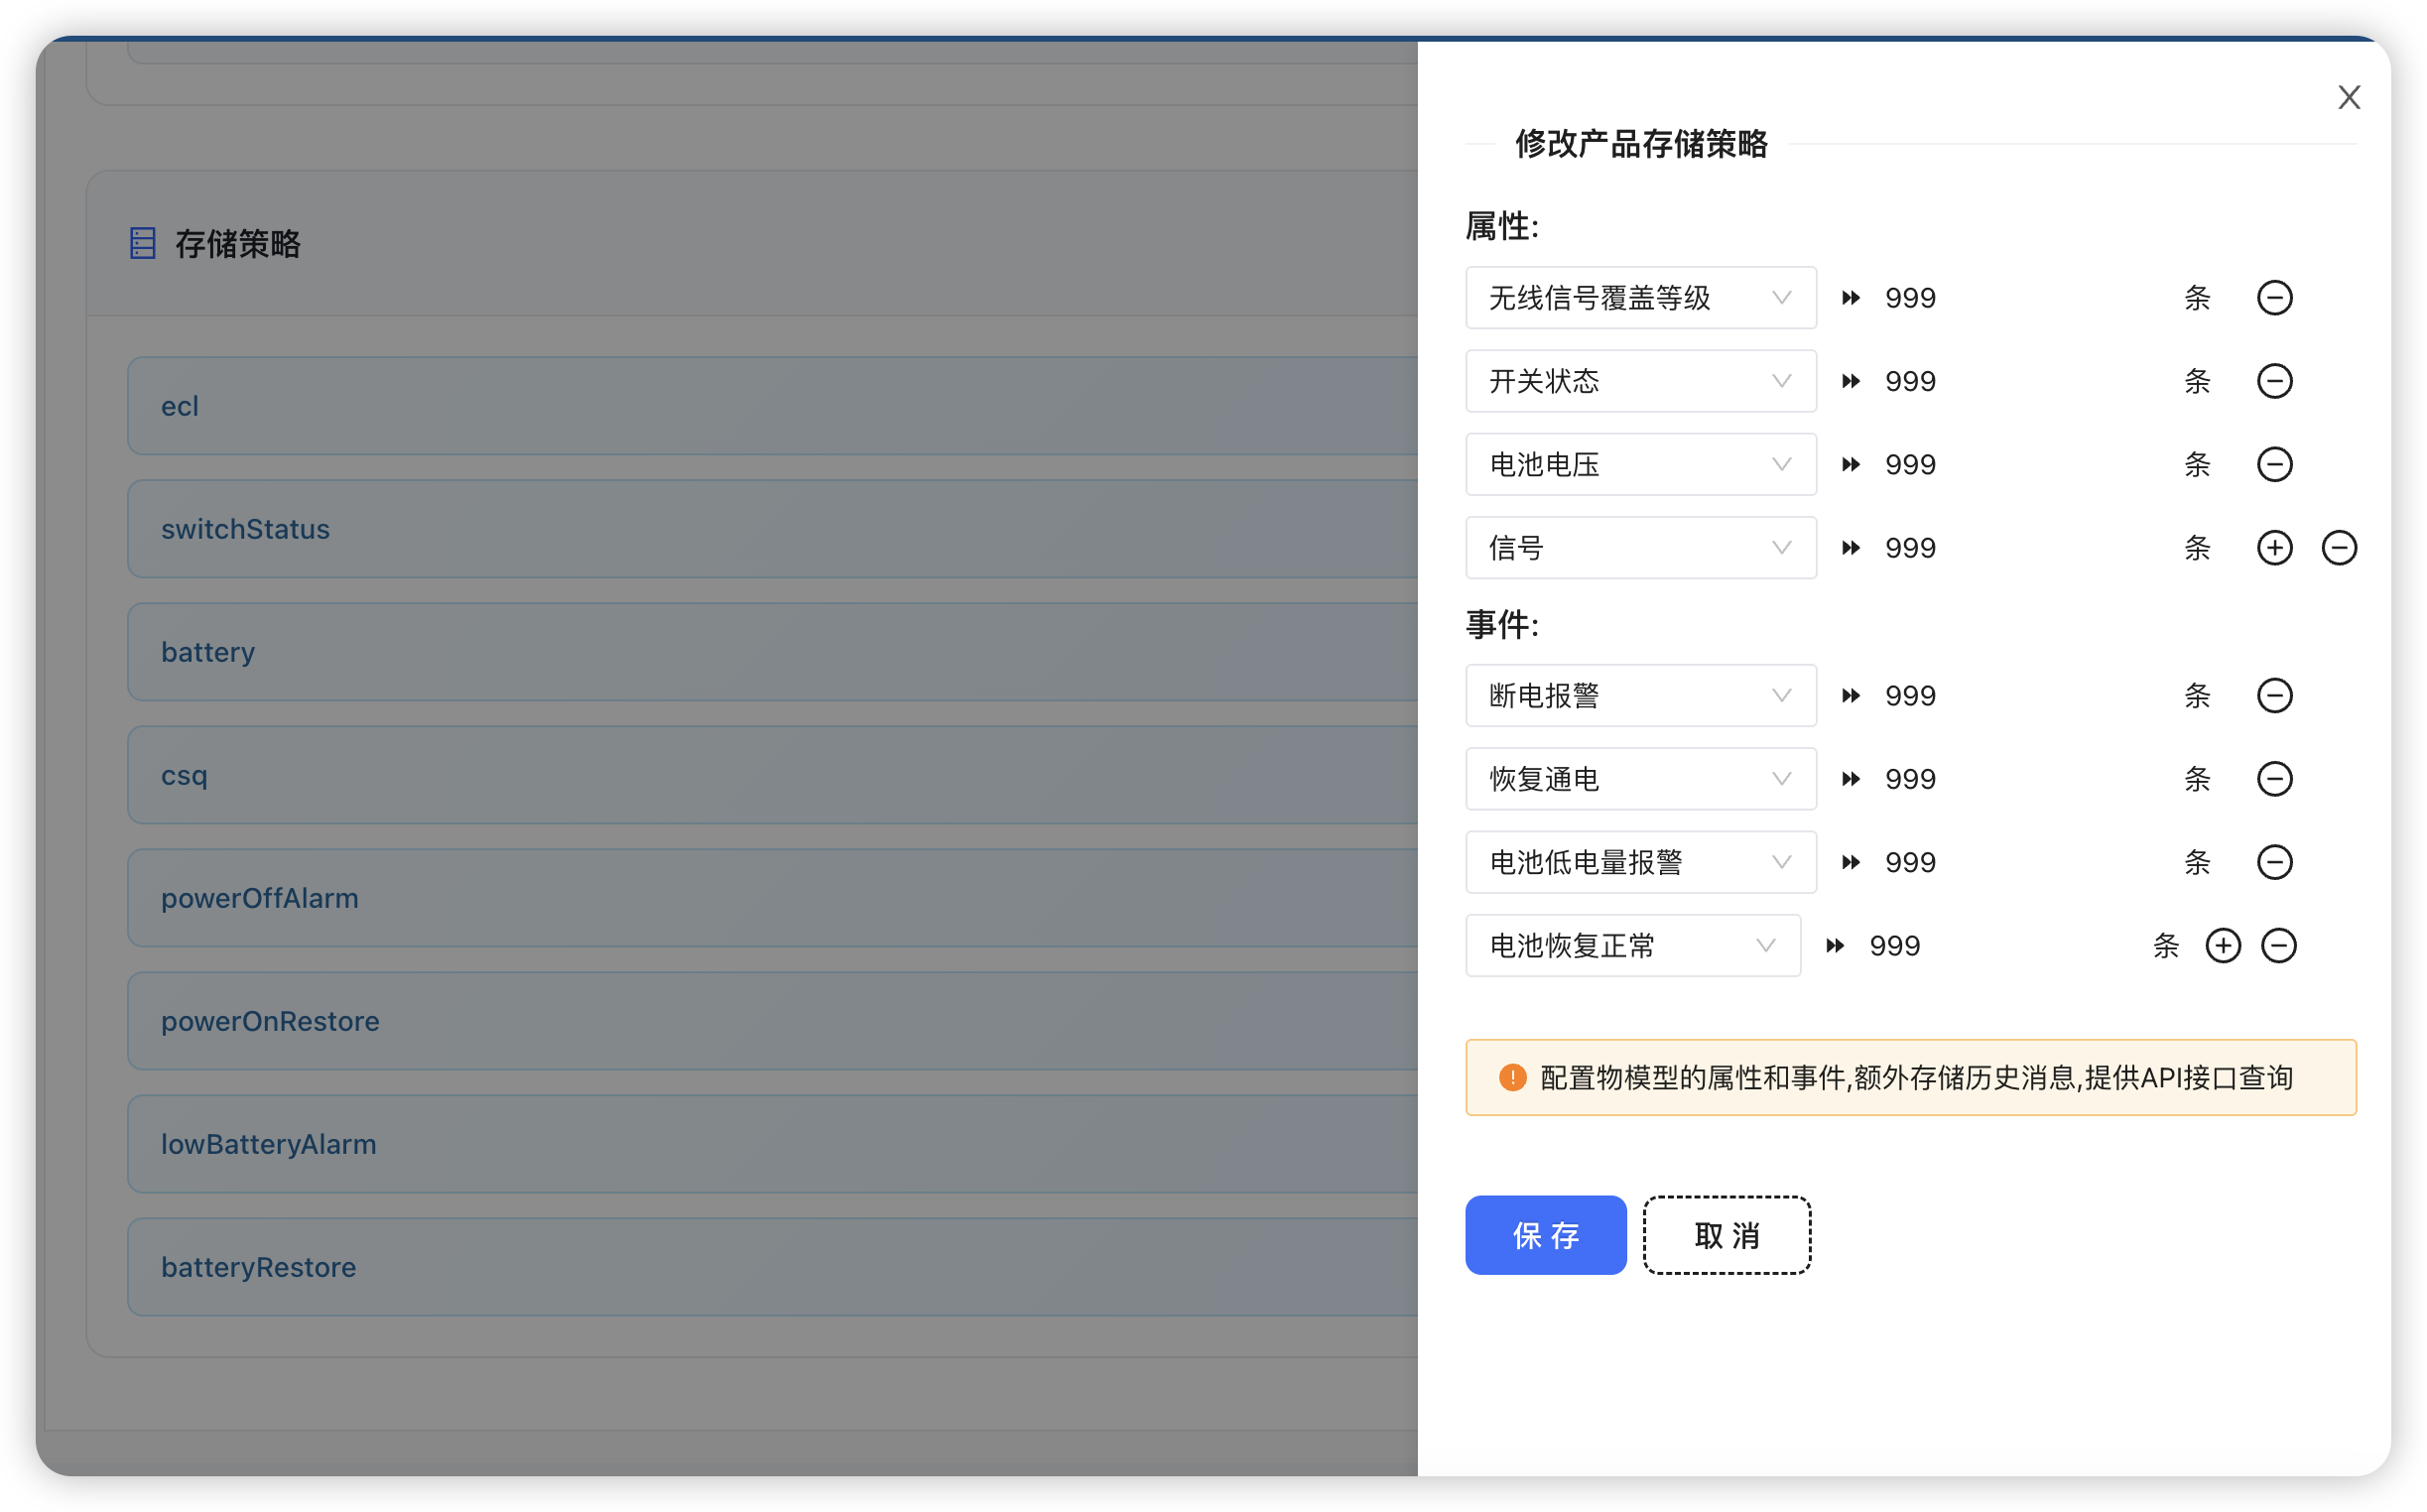 存储策略
ecl
switchStatus
battery
csq
powerOffAlarm
powerOnRestore
lowBatteryAlarm
batteryRestore
修改产品存储策略
属性:
无线信号覆盖等级 999 条
开关状态 999 条
电池电压 999 条
信号 999 条
事件:
断电报警 999 条
恢复通电 999 条
电池低电量报警 999 条
电池恢复正常 999 条
配置物模型的属性和事件,额外存储历史消息,提供API接口查询
保 存 取 消